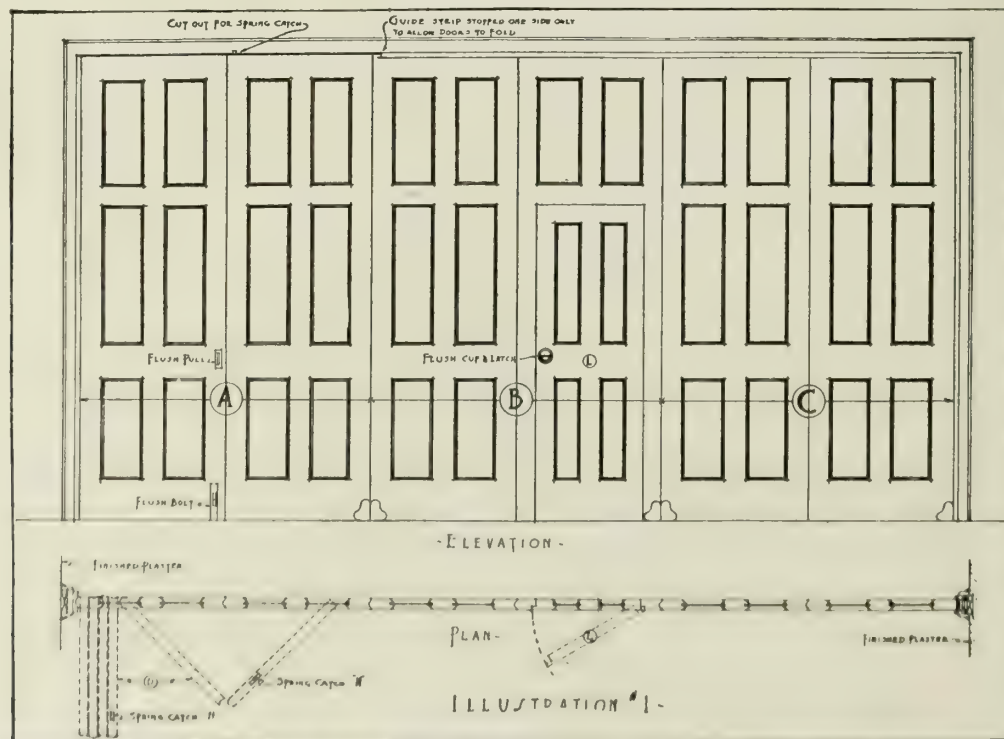 CUT OUT FOR SPRING CATCH
GUIDE STRIP STOPPED ONE SIDE ONLY
TO ALLOW DOORS TO FOLD
FLUSH PULL
FLUSH CUP & LATCH
L
A
B
C
FLUSH BOLT
-ELEVATION-
FINISHED PLASTER
PLAN-
FINISHED PLASTER
SPRING CATCH
SPRING CATCH
ILLUSTRATION #1-